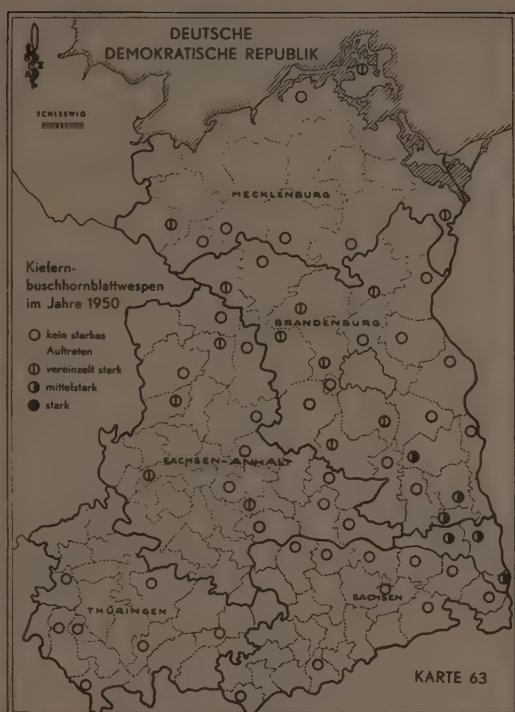 DEUTSCHE
DEMOKRATISCHE REPUBLIK
SCHLESWIG
MECKLENBURG
Kiefern-
buschhornblattwespen
im Jahre 1950
kein starkes
Auftreten
vereinzelt stark
mittelstark
stark
BRANDENBURG
SACHSEN-ANHALT
THÜRINGEN
SACHSEN
KARTE 63